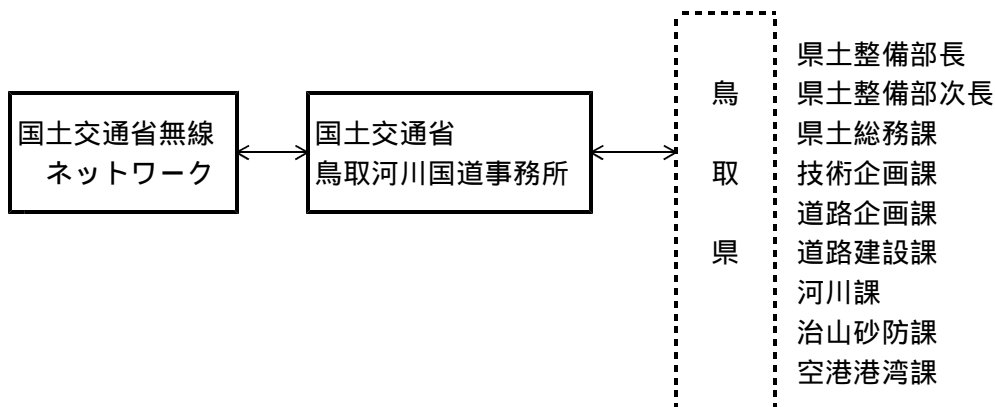 国土交通省無線
ネットワーク
国土交通省
鳥取河川国道事務所
鳥
取
県
県土整備部長
県土整備部次長
県土総務課
技術企画課
道路企画課
道路建設課
河川課
治山砂防課
空港港湾課